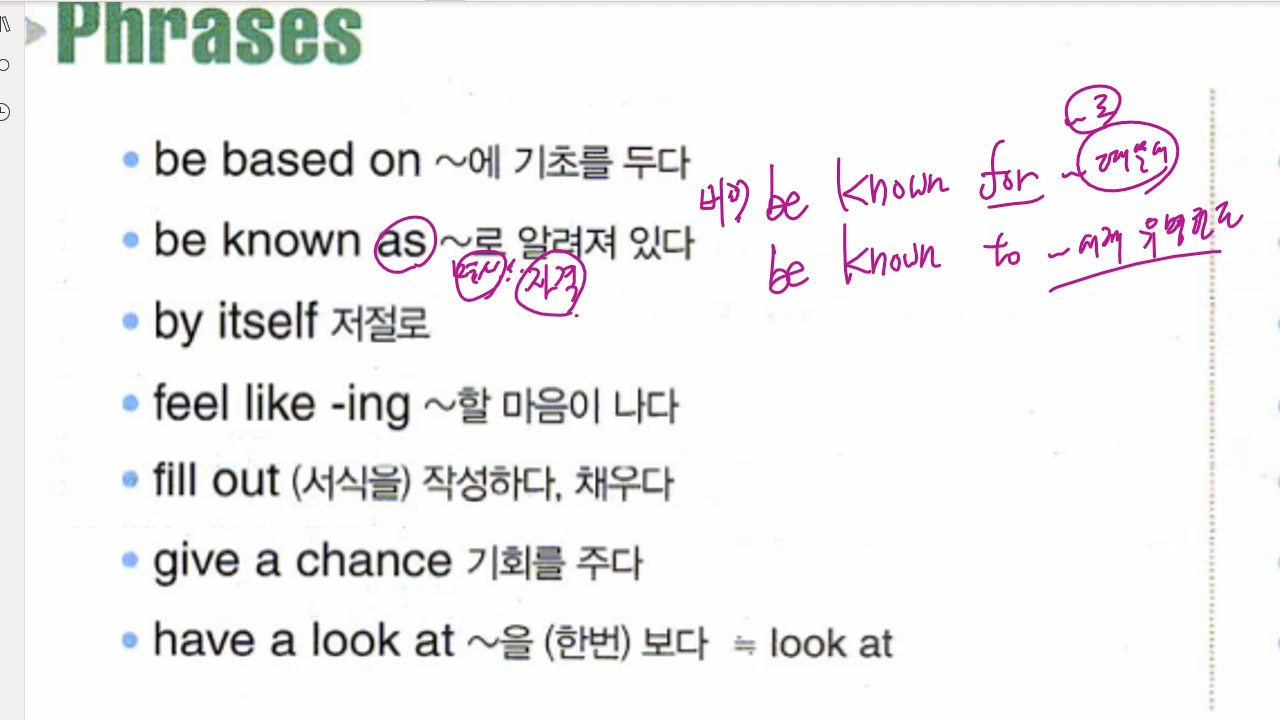 Phrases
be based on ~에 기초를 두다
비교) be known for ~ 때문에
~로
be known as ~로 알려져 있다
be known to ~에게
자격
by itself 저절로
feel like -ing ~할 마음이 나다
fill out (서식을) 작성하다, 채우다
give a chance 기회를 주다
have a look at ~을 (한번) 보다 ≒ look at